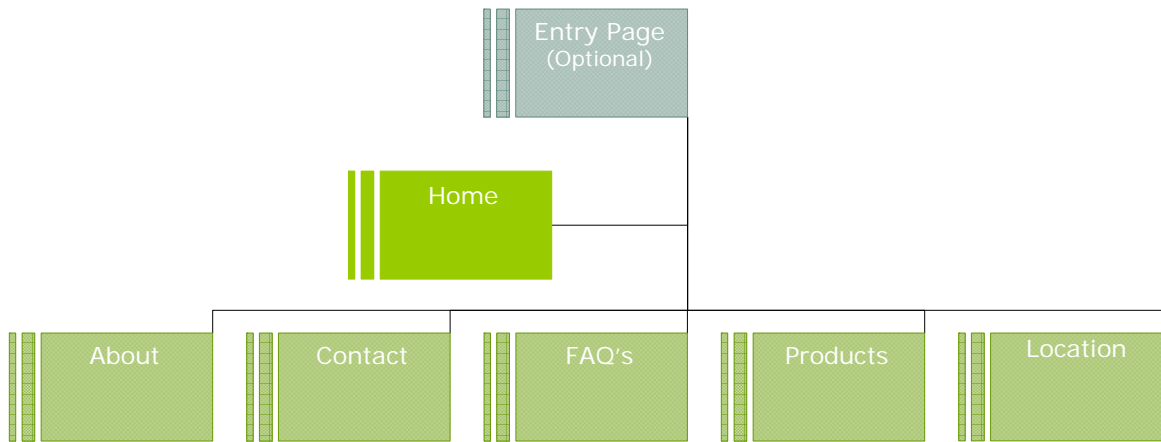 Entry Page
(Optional)
Home
About
Contact
FAQ's
Products
Location